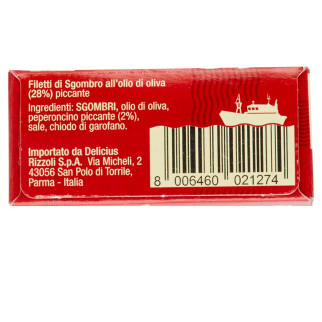 Filetti di Sgombro all'olio di oliva
(28%) piccante
Ingredienti: SGOMBRI, olio di oliva,
peperoncino piccante (2%),
sale, chiodo di garofano.
Importato da Delicius
Rizzoli S.p.A. Via Micheli, 2
43056 San Polo di Torrile,
Parma - Italia
8 006460 021274